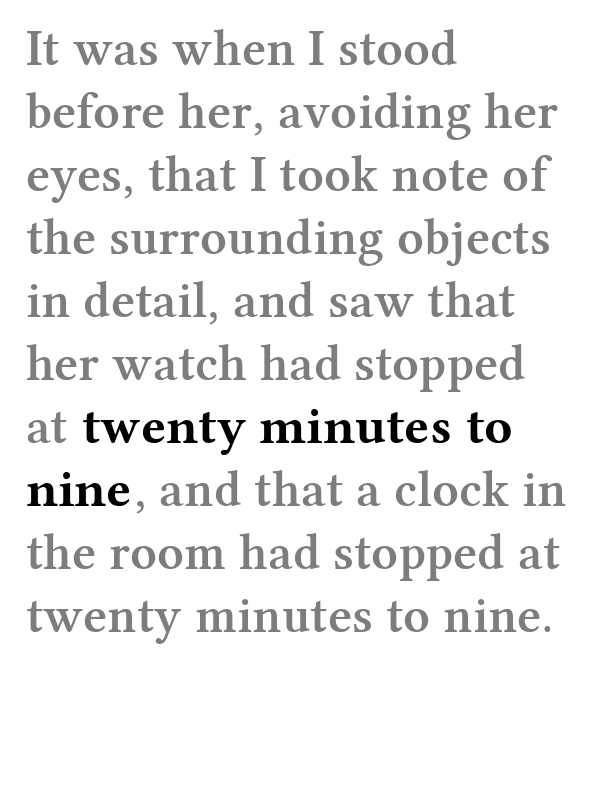 It was when I stood
before her, avoiding her
eyes, that I took note of
the surrounding objects
in detail, and saw that
her watch had stopped
at twenty minutes to
nine, and that a clock in
the room had stopped at
twenty minutes to nine.